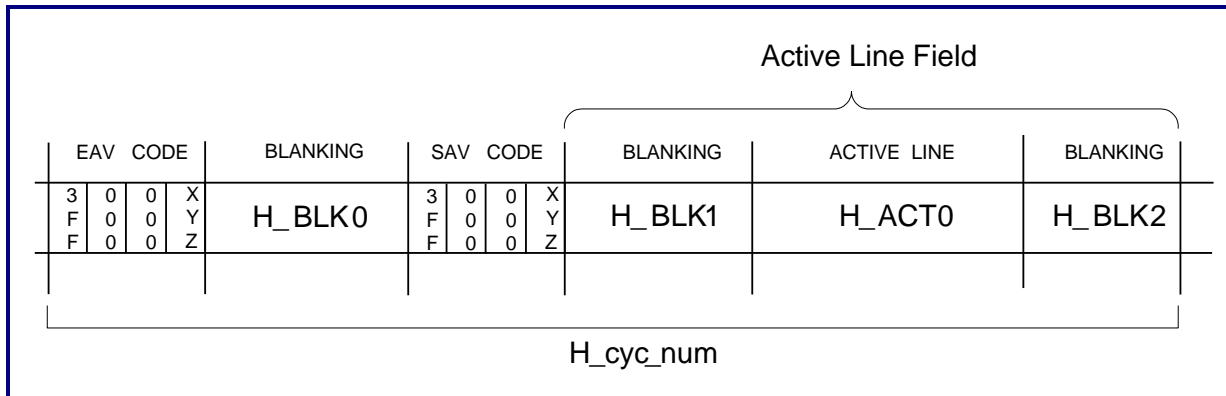 Active Line Field
EAV CODE BLANKING SAV CODE BLANKING ACTIVE LINE BLANKING
3 0 0 X 3 0 0 X
F 0 0 Y H_BLK0 F 0 0 Y H_BLK1 H_ACT0 H_BLK2
F 0 0 Z F 0 0 Z
H_cyc_num